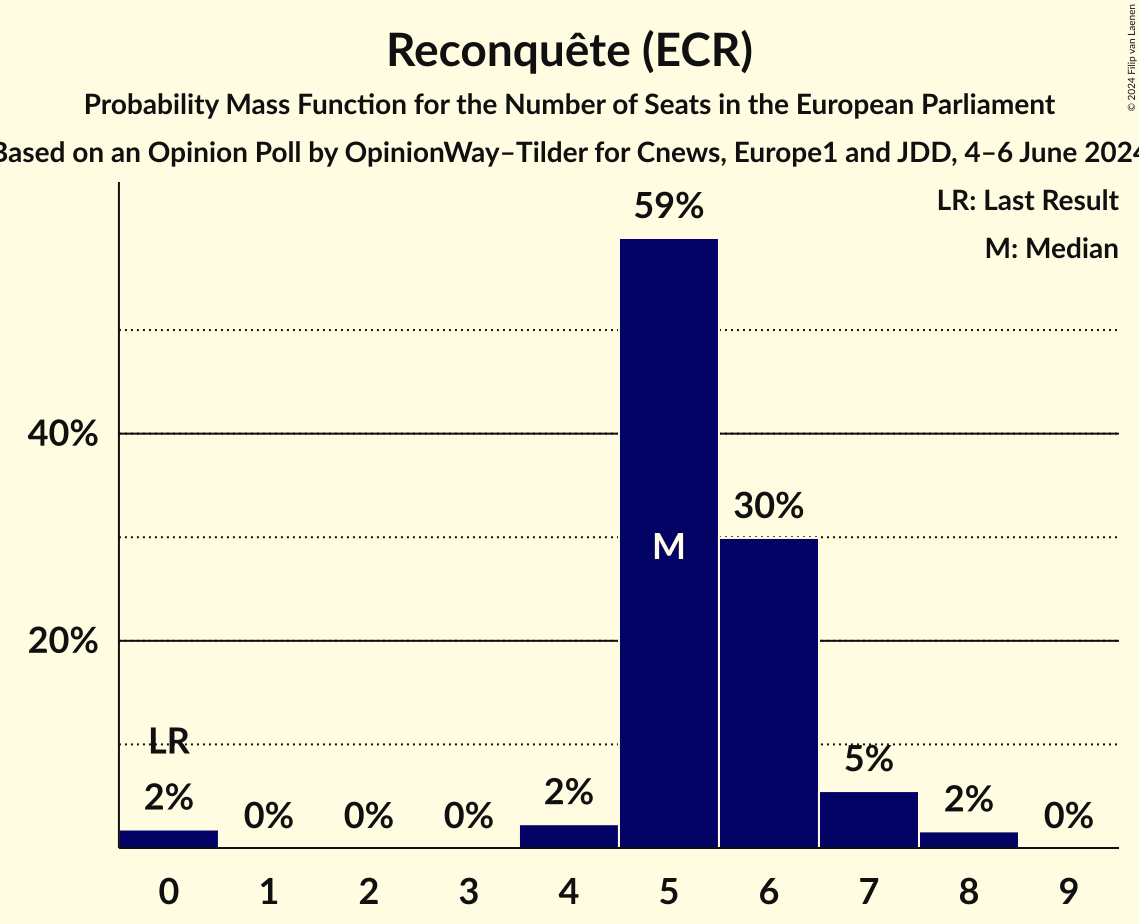 Reconquête (ECR)
Probability Mass Function for the Number of Seats in the European Parliament
Based on an Opinion Poll by OpinionWay–Tilder for Cnews, Europe1 and JDD, 4–6 June 2024
© 2024 Filip van Laenen
LR: Last Result
M: Median
59%
40%
30%
M
20%
LR
2%
0%
0%
0%
2%
5%
2%
0%
0 1 2 3 4 5 6 7 8 9